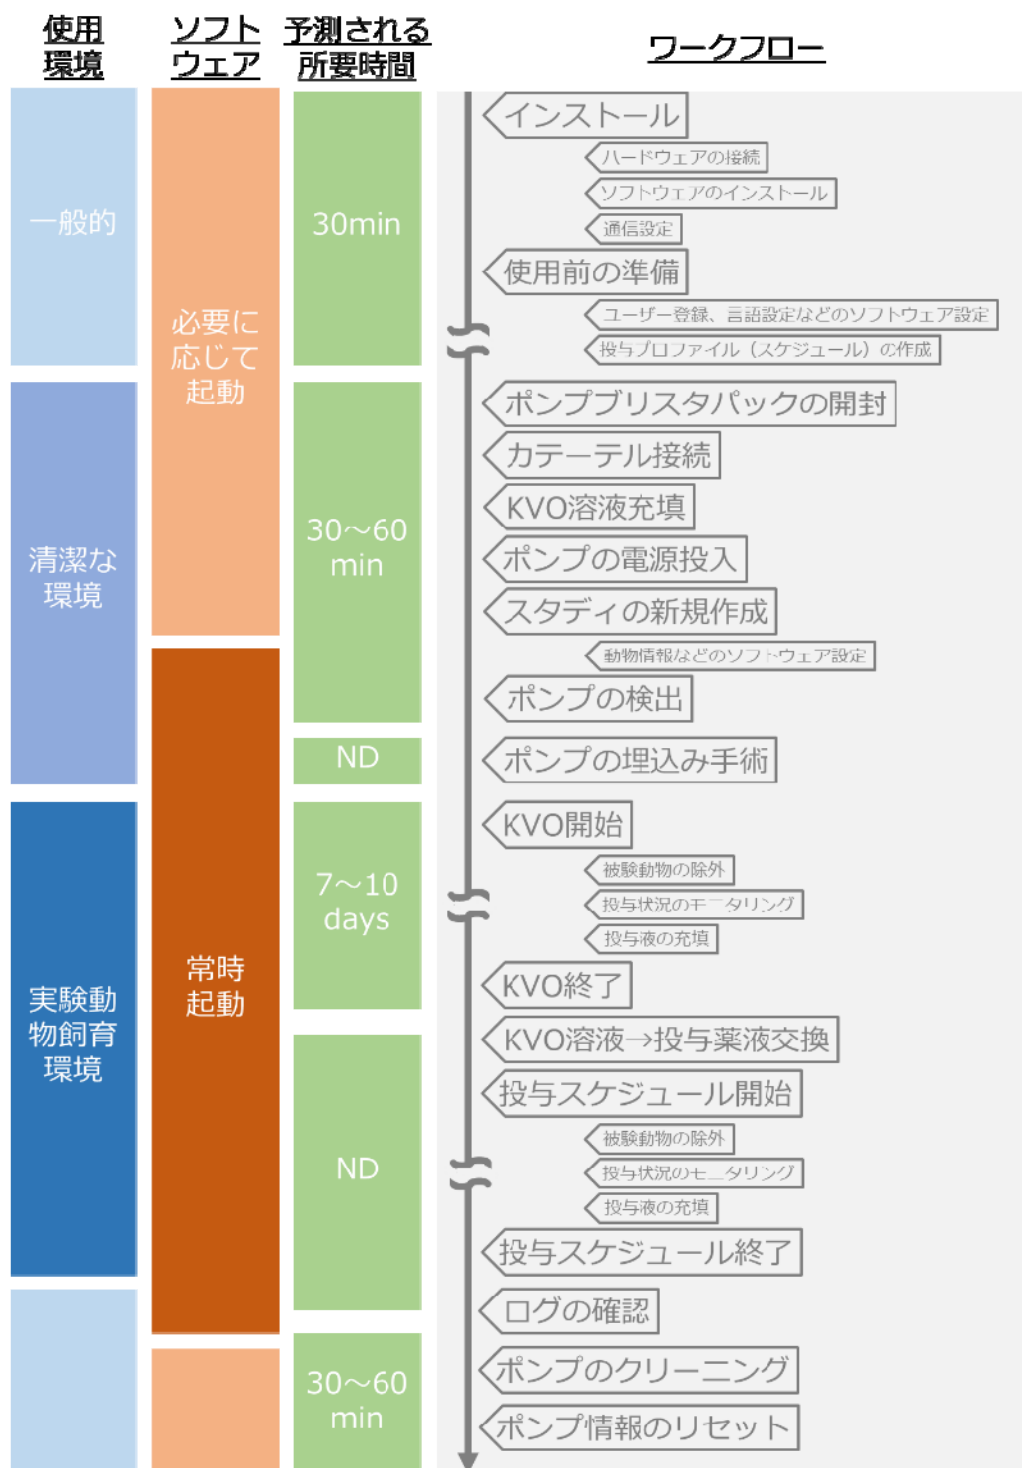 使用
環境
ソフト
ウェア
予測される
所要時間
ワークフロー
一般的
清潔な
環境
実験動
物飼育
環境
必要に
応じて
起動
常時
起動
30min
30～60
min
ND
7～10
days
ND
30～60
min
インストール
ハードウェアの接続
ソフトウェアのインストール
通信設定
使用前の準備
ユーザー登録、言語設定などのソフトウェア設定
投与プロファイル（スケジュール）の作成
ポンプブリスタパックの開封
カテーテル接続
KVO溶液充填
ポンプの電源投入
スタディの新規作成
動物情報などのソフトウェア設定
ポンプの検出
ポンプの埋込み手術
KVO開始
被験動物の除外
投与状況のモニタリング
投与液の充填
KVO終了
KVO溶液→投与薬液交換
投与スケジュール開始
被験動物の除外
投与状況のモニタリング
投与液の充填
投与スケジュール終了
ログの確認
ポンプのクリーニング
ポンプ情報のリセット